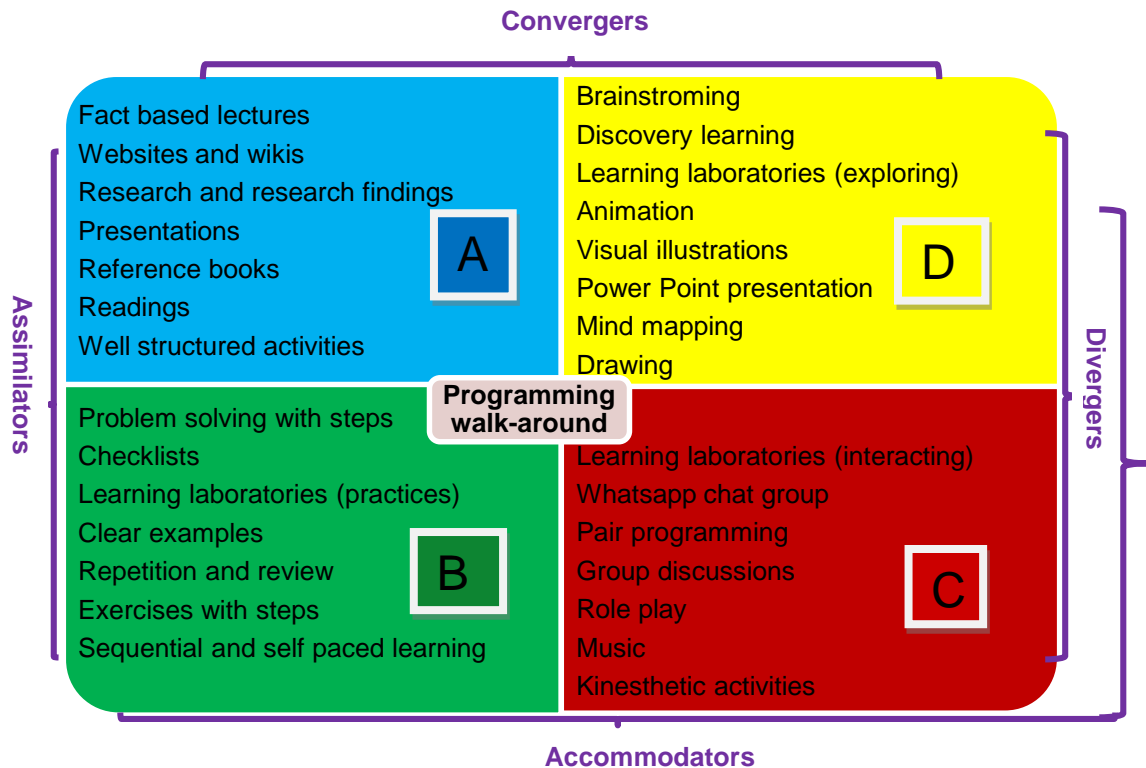 Convergers
Fact based lectures
Websites and wikis
Research and research findings
Presentations
Reference books
Readings
Well structured activities
A
Brainstroming
Discovery learning
Learning laboratories (exploring)
Animation
Visual illustrations
Power Point presentation
Mind mapping
Drawing
D
Assimilators
Divergers
Programming
walk-around
Problem solving with steps
Checklists
Learning laboratories (practices)
Clear examples
Repetition and review
Exercises with steps
Sequential and self paced learning
B
Learning laboratories (interacting)
Whatsapp chat group
Pair programming
Group discussions
Role play
Music
Kinesthetic activities
C
Accommodators